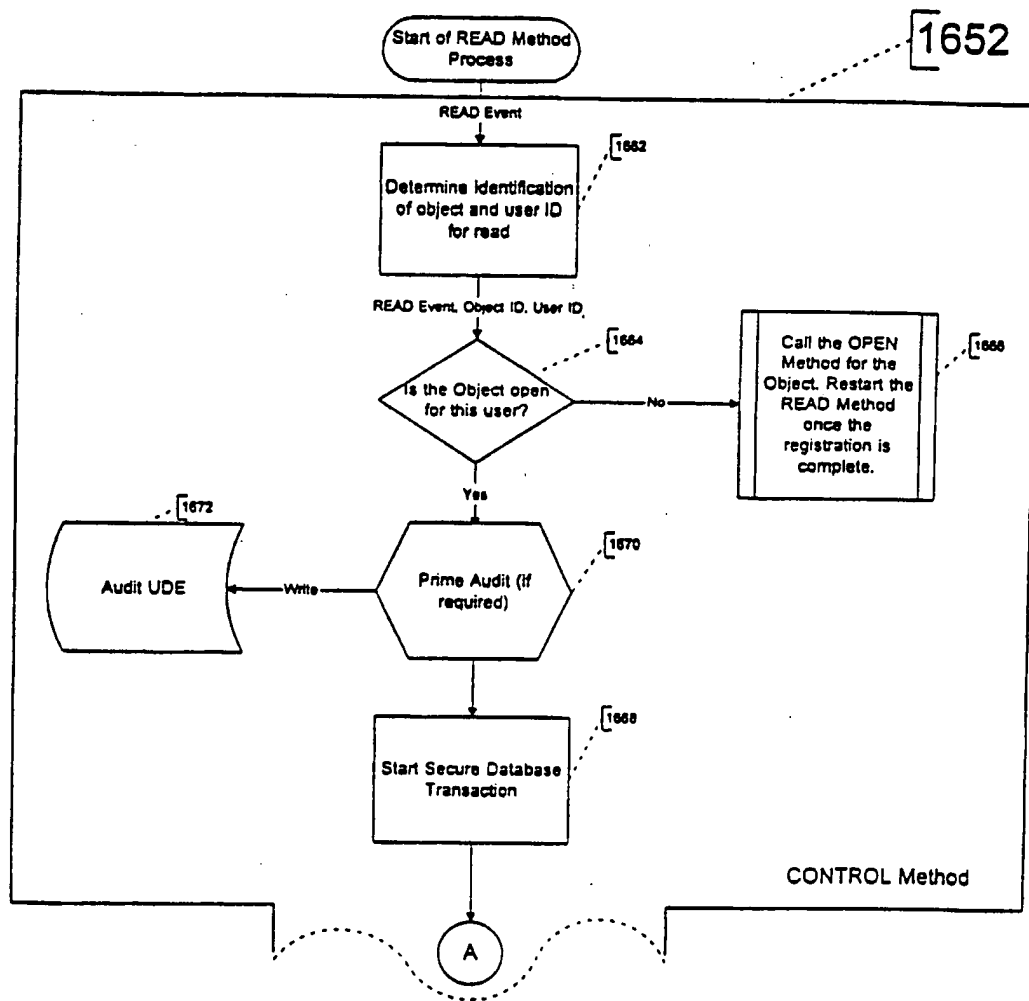 1652
Start of READ Method
Process
READ Event
1662
Determine Identification
of object and user ID
for read
READ Event, Object ID, User ID
1664
Is the Object open
for this user?
No
Call the OPEN
Method for the
Object. Restart the
READ Method
once the
registration is
complete.
1666
Yes
1672
Audit UDE
Write
Prime Audit (if
required)
1670
1668
Start Secure Database
Transaction
CONTROL Method
A